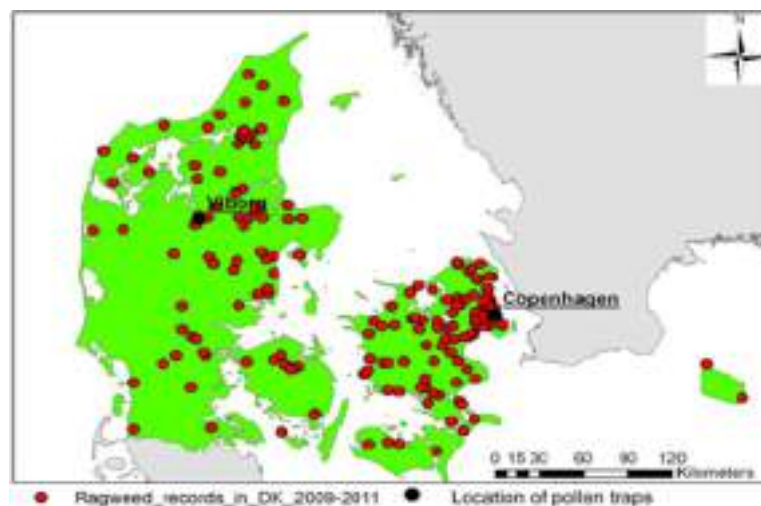 N
Viborg
Copenhagen
0 15 30 60 90 120
Kilometers
Ragweed_records_in_DK_2009-2011 Location of pollen traps